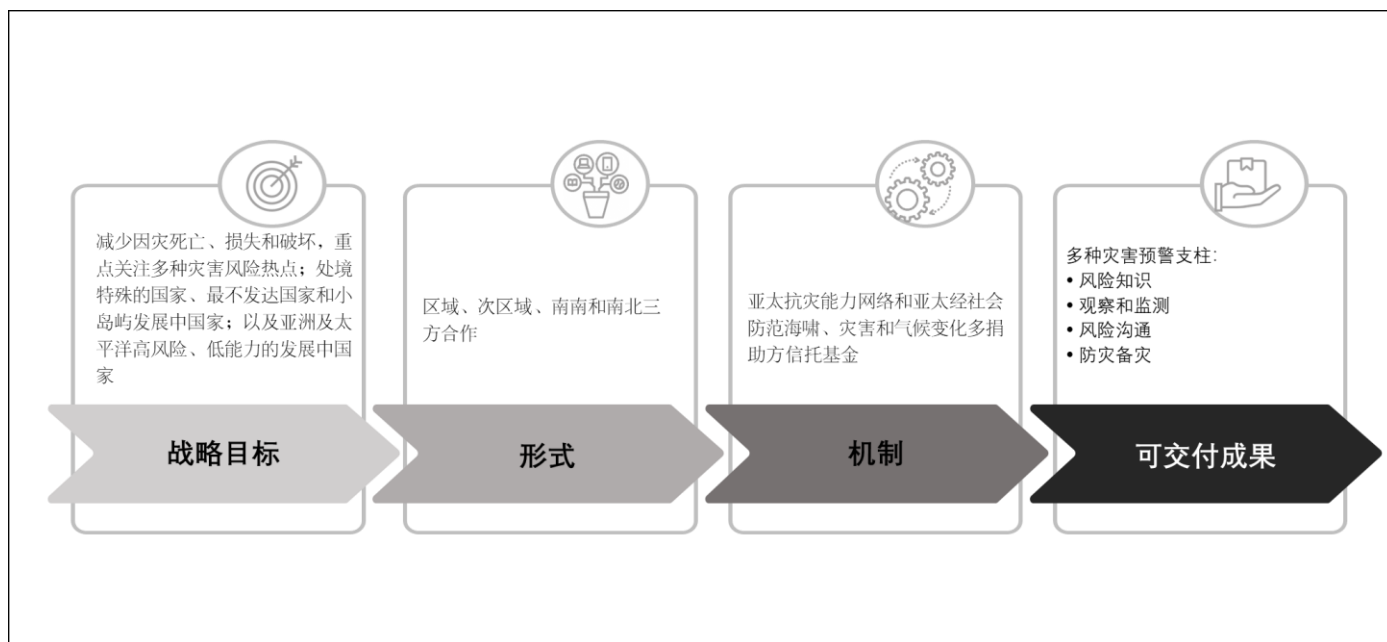 减少因灾死亡、损失和破坏，重
点关注多种灾害风险热点；处境
特殊的国家、最不发达国家和小
岛屿发展中国家；以及亚洲及太
平洋高风险、低能力的发展中国
家
战略目标
区域、次区域、南南和南北三
方合作
形式
亚太抗灾能力网络和亚太经社会
防范海啸、灾害和气候变化多捐
助方信托基金
机制
多种灾害预警支柱：
• 风险知识
• 观察和监测
• 风险沟通
• 防灾备灾
可交付成果